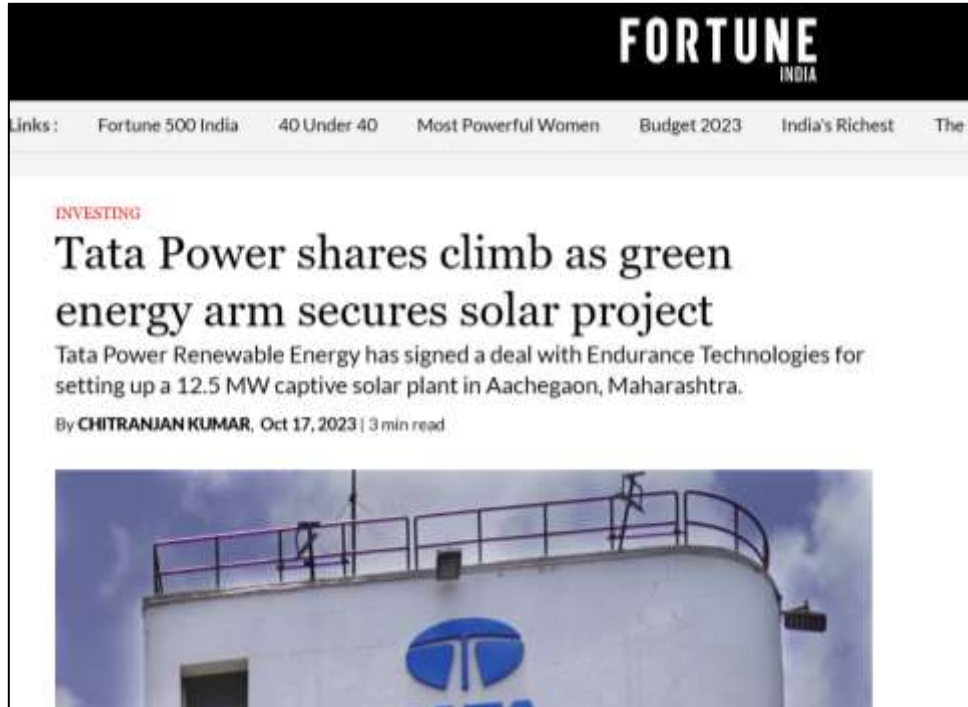 FORTUNE
INDIA
Links : Fortune 500 India 40 Under 40 Most Powerful Women Budget 2023 India's Richest The
INVESTING
Tata Power shares climb as green
energy arm secures solar project
Tata Power Renewable Energy has signed a deal with Endurance Technologies for
setting up a 12.5 MW captive solar plant in Aachegaon, Maharashtra.
By CHITRANJAN KUMAR, Oct 17, 2023 | 3 min read
TATA